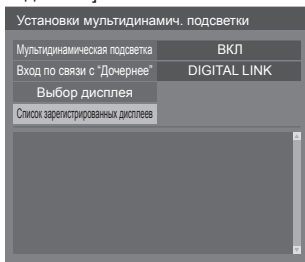 Установки мультидинамич. подсветки
Мультидинамическая подсветка ВКЛ
Вход по связи с “Дочернее” DIGITAL LINK
Выбор дисплея
Список зарегистрированных дисплеев